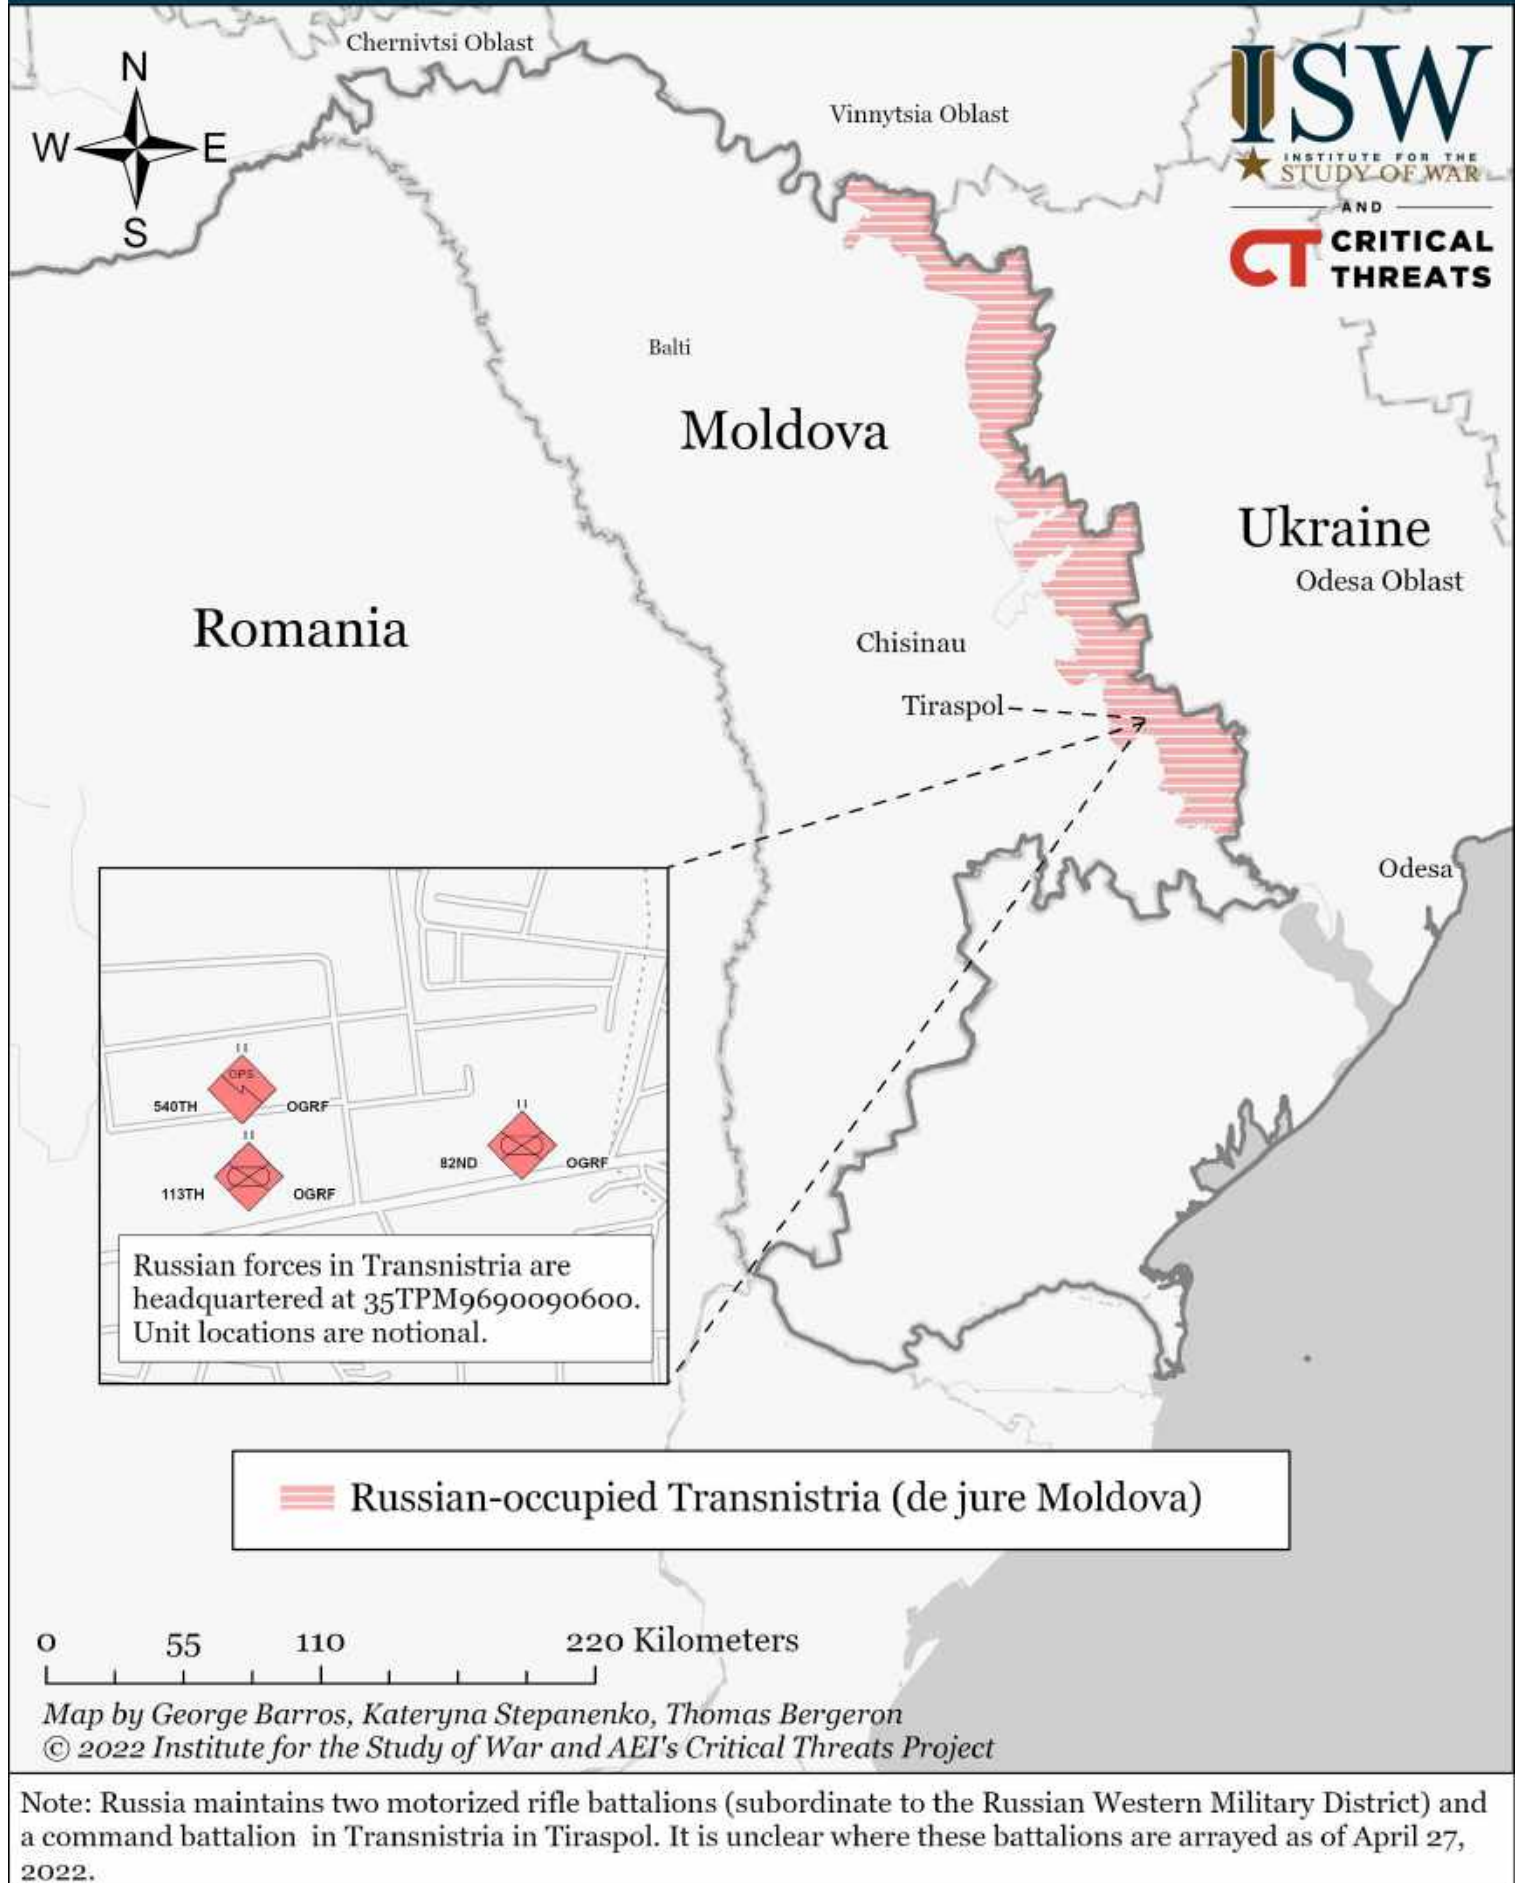 Chernivtsi Oblast
N
W
E
S
Vinnytsia Oblast
ISW
INSTITUTE FOR THE
STUDY OF WAR
AND
CT CRITICAL
THREATS
Balti
Moldova
Ukraine
Odesa Oblast
Romania
Chisinau
Tiraspol
Odesa
II
OPS
540TH
OGRF
II
113TH
OGRF
II
82ND
OGRF
Russian forces in Transnistria are
headquartered at 35TPM9690090600.
Unit locations are notional.
Russian-occupied Transnistria (de jure Moldova)
0 55 110 220 Kilometers
Map by George Barros, Kateryna Stepanenko, Thomas Bergeron
© 2022 Institute for the Study of War and AEI's Critical Threats Project
Note: Russia maintains two motorized rifle battalions (subordinate to the Russian Western Military District) and
a command battalion in Transnistria in Tiraspol. It is unclear where these battalions are arrayed as of April 27,
2022.